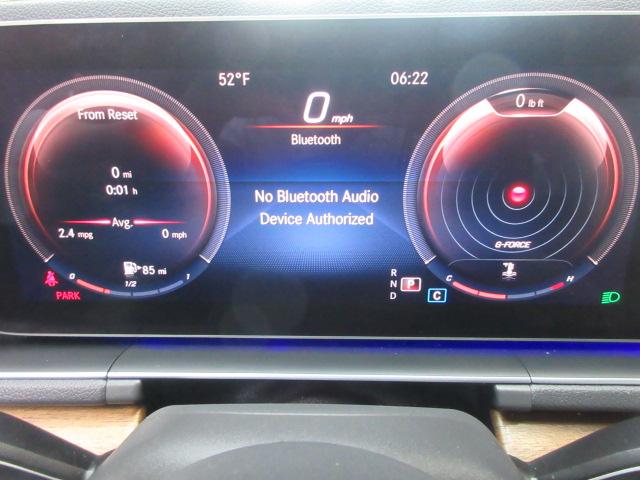 52°F
06:22
0 mph
Bluetooth
No Bluetooth Audio
Device Authorized
From Reset
0 mi
0:01 h
Avg.
2.4 mpg 0 mph
85 mi
0 1/2 1
PARK
0 lb ft
G-FORCE
R
N P
D C
C H